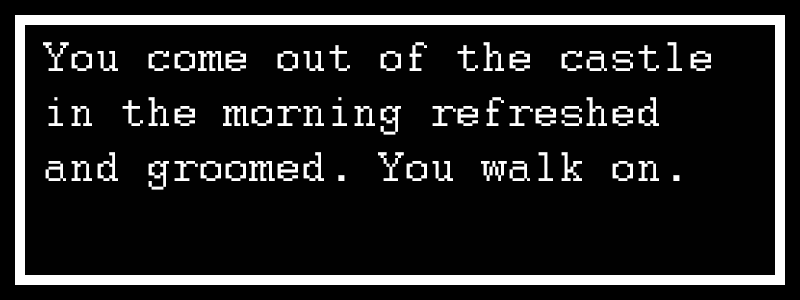 You come out of the castle
in the morning refreshed
and groomed. You walk on.